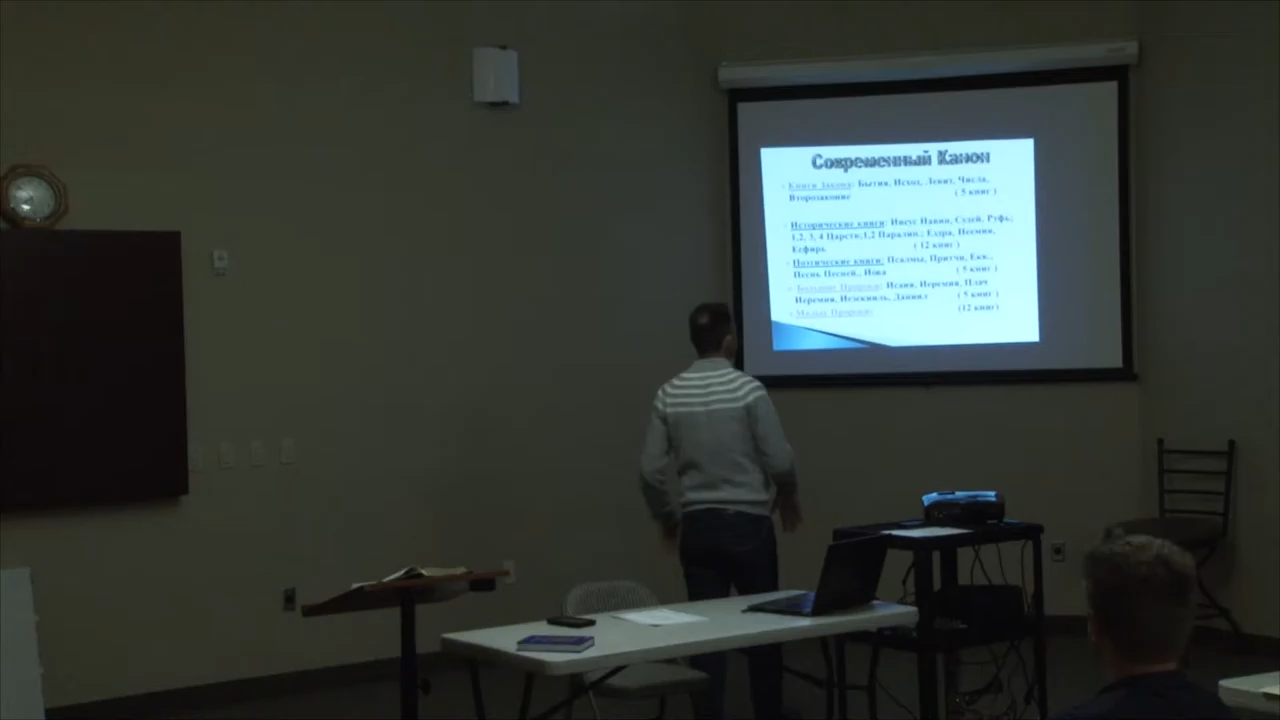 Современный Канон
Книги Закона: Бытия, Исход, Левит, Числа,
Второзаконие ( 5 книг )
Исторические книги: Иисус Навин, Судей, Руфь;
1,2, 3, 4 Царств;1,2 Паралип.; Ездра, Неемия,
Есфирь ( 12 книг )
Поэтические книги: Псалмы, Притчи, Екк.,
Песнь Песней., Иова ( 5 книг )
Большие Пророки: Исаия, Иеремия, Плач
Иеремии, Иезекииль, Даниил ( 5 книг )
Малые Пророки: (12 книг)